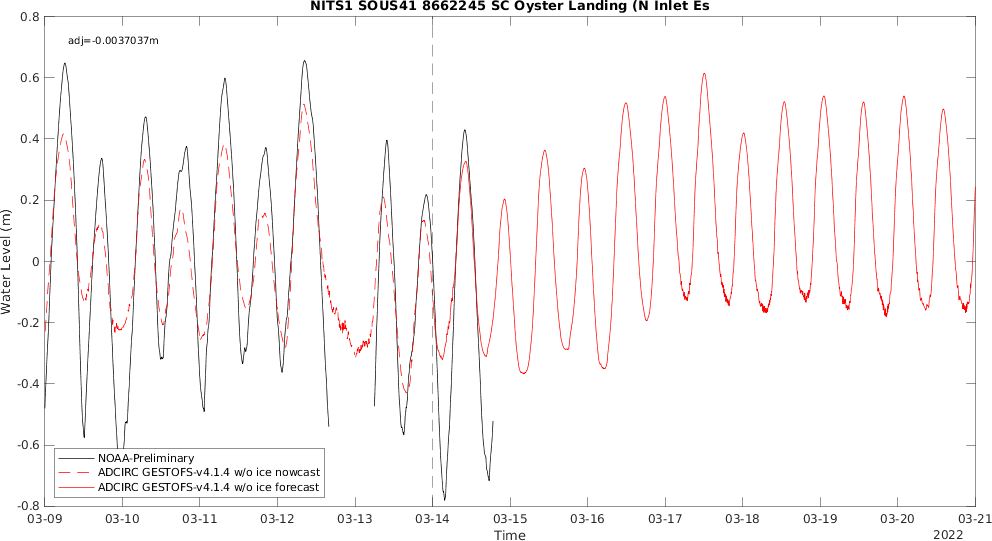 NITS1 SOUS41 8662245 SC Oyster Landing (N Inlet Es
adj=-0.0037037m
Water Level (m)
0.8
0.6
0.4
0.2
0
-0.2
-0.4
-0.6
-0.8
NOAA-Preliminary
ADCIRC GESTOFS-v4.1.4 w/o ice nowcast
ADCIRC GESTOFS-v4.1.4 w/o ice forecast
03-09 03-10 03-11 03-12 03-13 03-14 03-15 03-16 03-17 03-18 03-19 03-20 03-21
Time
2022